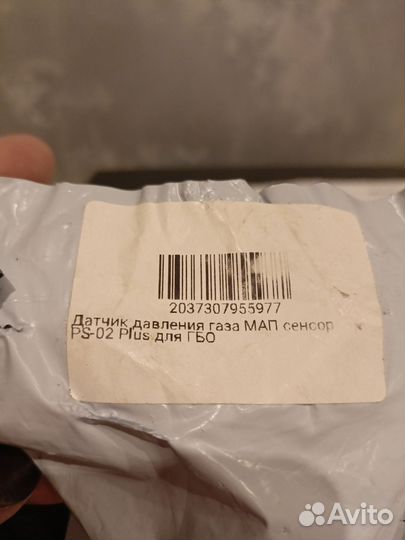 2037307955977
Датчик давления газа МАП сенсор
PS-02 Plus для ГБО
Avito